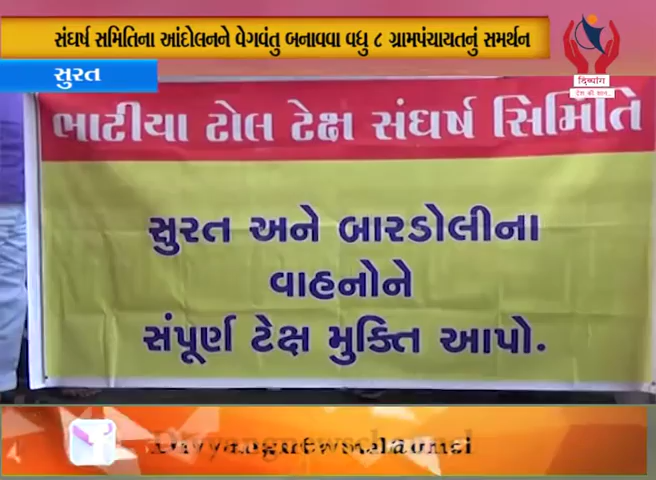 સંઘર્ષ સમિતિના આંદોલનને વેગવંતુ બનાવવા વધુ ૮ ગ્રામપંચાયતનું સમર્થન
સુરત
દિવ્યાંગ
ભાટીયા ટોલ ટેક્ષ સંઘર્ષ સિમિતે
સુરત અને બારડોલીના
વાહનોને
સંપૂર્ણ ટેક્ષ મુક્તિ આપો.